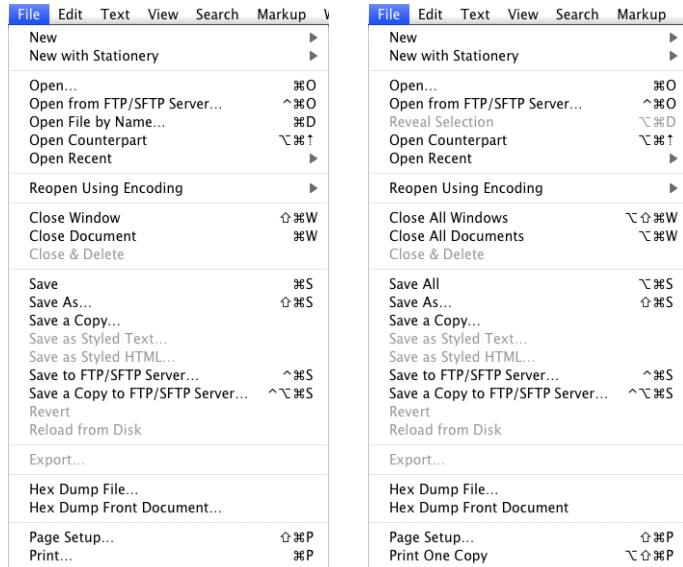 File Edit Text View Search Markup
New ▶
New with Stationery ▶
Open... ⌘O
Open from FTP/SFTP Server... ^⌘O
Open File by Name... ⌘D
Open Counterpart ⌥⌘↑
Open Recent ▶
Reopen Using Encoding ▶
Close Window ⇧⌘W
Close Document ⌘W
Close & Delete
Save ⌘S
Save As... ⇧⌘S
Save a Copy...
Save as Styled Text...
Save as Styled HTML...
Save to FTP/SFTP Server... ^⌘S
Save a Copy to FTP/SFTP Server... ^⌥⌘S
Revert
Reload from Disk
Export...
Hex Dump File...
Hex Dump Front Document...
Page Setup... ⇧⌘P
Print... ⌘P
File Edit Text View Search Markup
New ▶
New with Stationery ▶
Open... ⌘O
Open from FTP/SFTP Server... ^⌘O
Reveal Selection ⌥⌘D
Open Counterpart ⌥⌘↑
Open Recent ▶
Reopen Using Encoding ▶
Close All Windows ⌥⇧⌘W
Close All Documents ⌥⌘W
Close & Delete
Save All ⌥⌘S
Save As... ⇧⌘S
Save a Copy...
Save as Styled Text...
Save as Styled HTML...
Save to FTP/SFTP Server... ^⌘S
Save a Copy to FTP/SFTP Server... ^⌥⌘S
Revert
Reload from Disk
Export...
Hex Dump File...
Hex Dump Front Document
Page Setup... ⇧⌘P
Print One Copy ⌥⇧⌘P